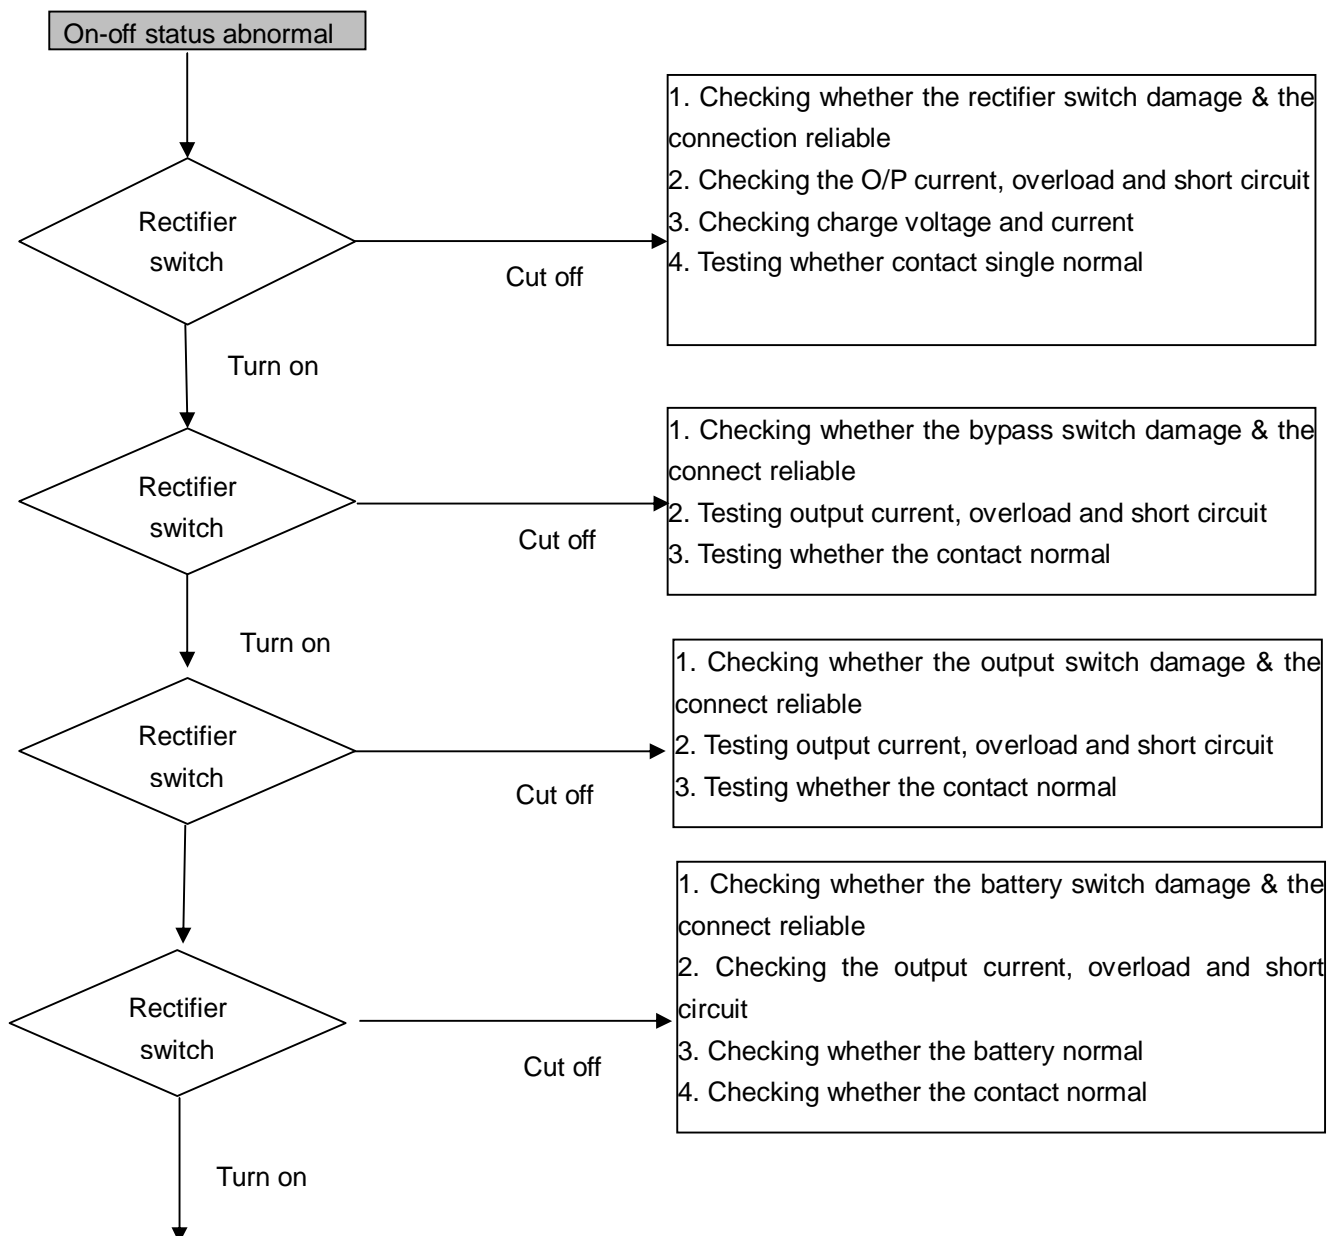 On-off status abnormal
Rectifier
switch
Cut off
1. Checking whether the rectifier switch damage & the
connection reliable
2. Checking the O/P current, overload and short circuit
3. Checking charge voltage and current
4. Testing whether contact single normal
Turn on
Rectifier
switch
Cut off
1. Checking whether the bypass switch damage & the
connect reliable
2. Testing output current, overload and short circuit
3. Testing whether the contact normal
Turn on
Rectifier
switch
Cut off
1. Checking whether the output switch damage & the
connect reliable
2. Testing output current, overload and short circuit
3. Testing whether the contact normal
Rectifier
switch
Cut off
1. Checking whether the battery switch damage & the
connect reliable
2. Checking the output current, overload and short
circuit
3. Checking whether the battery normal
4. Checking whether the contact normal
Turn on